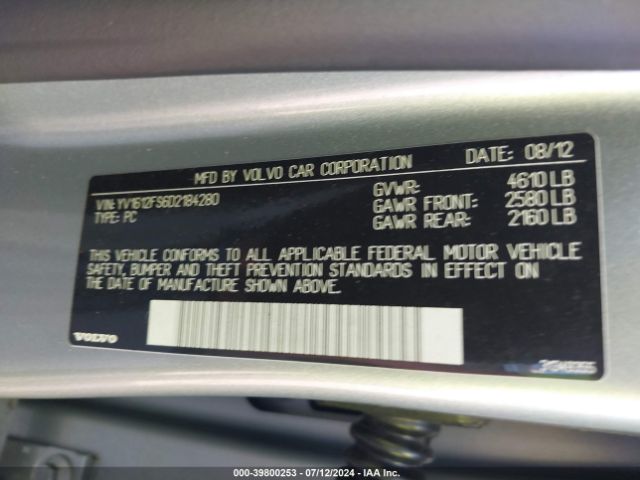 MFD BY VOLVO CAR CORPORATION DATE: 08/12
VIN:YV1612FS6D2184280
TYPE: PC
GVWR: 4610 LB
GAWR FRONT: 2580 LB
GAWR REAR: 2160 LB
THIS VEHICLE CONFORMS TO ALL APPLICABLE FEDERAL MOTOR VEHICLE
SAFETY, BUMPER AND THEFT PREVENTION STANDARDS IN EFFECT ON
THE DATE OF MANUFACTURE SHOWN ABOVE.
VOLVO
000-39800253 - 07/12/2024 - IAA Inc.